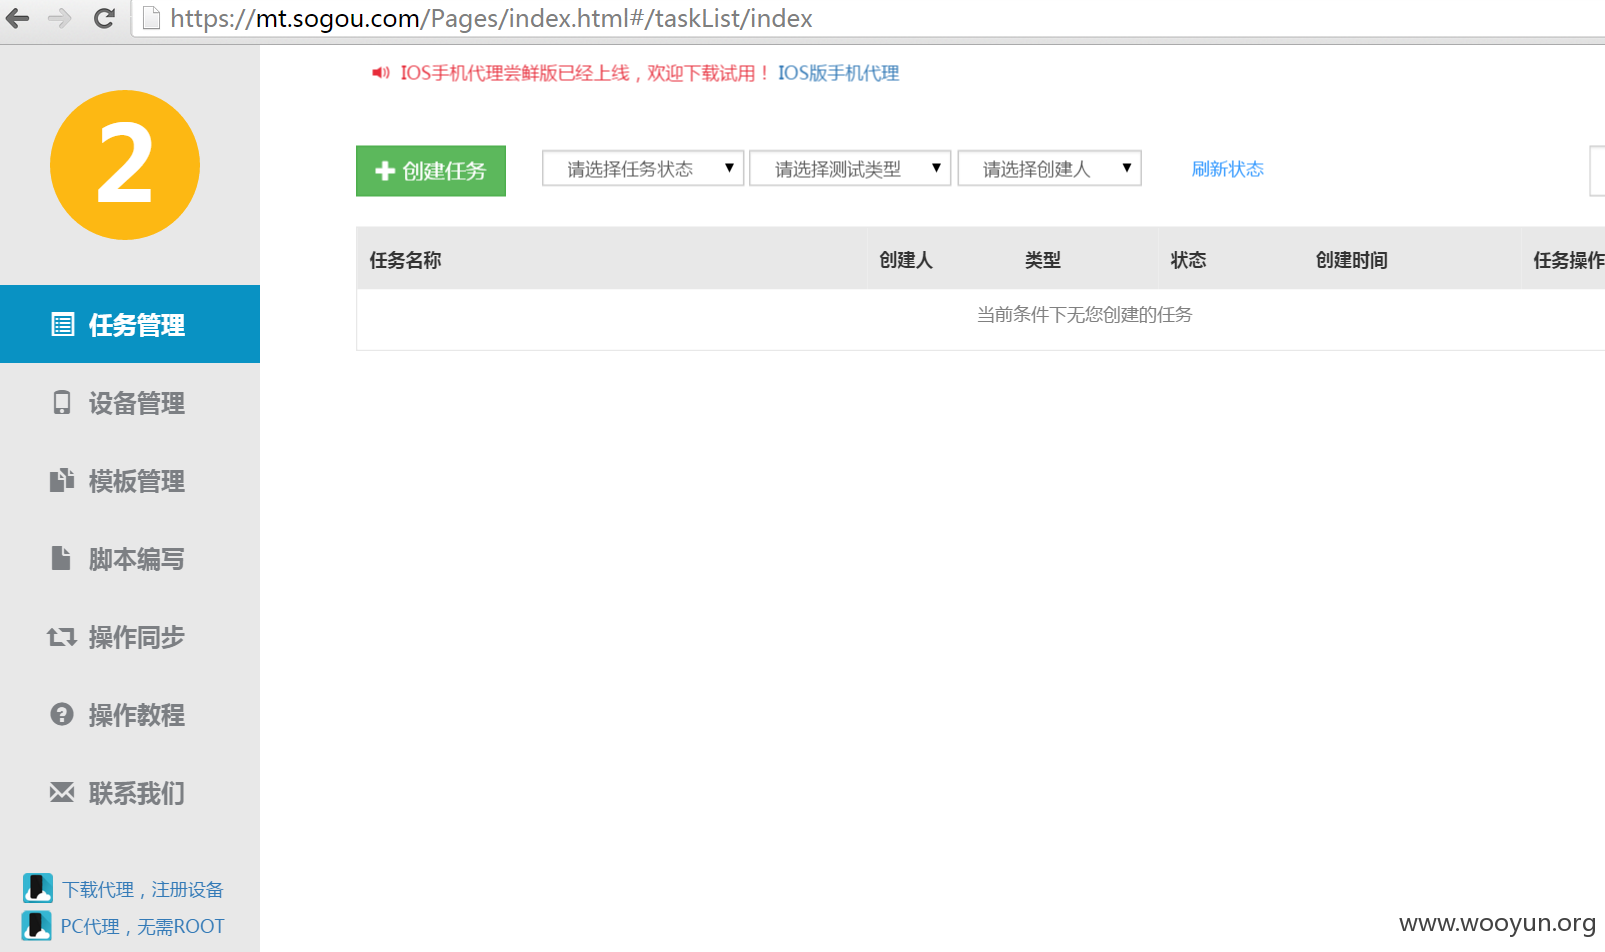 https://mt.sogou.com/Pages/index.html#/taskList/index
IOS手机代理尝鲜版已经上线，欢迎下载试用！ IOS版手机代理
2
创建任务 请选择任务状态 请选择测试类型 请选择创建人 刷新状态
任务名称 创建人 类型 状态 创建时间 任务操作
当前条件下无您创建的任务
任务管理
设备管理
模板管理
脚本编写
操作同步
操作教程
联系我们
下载代理，注册设备
PC代理，无需ROOT
www.wooyun.org